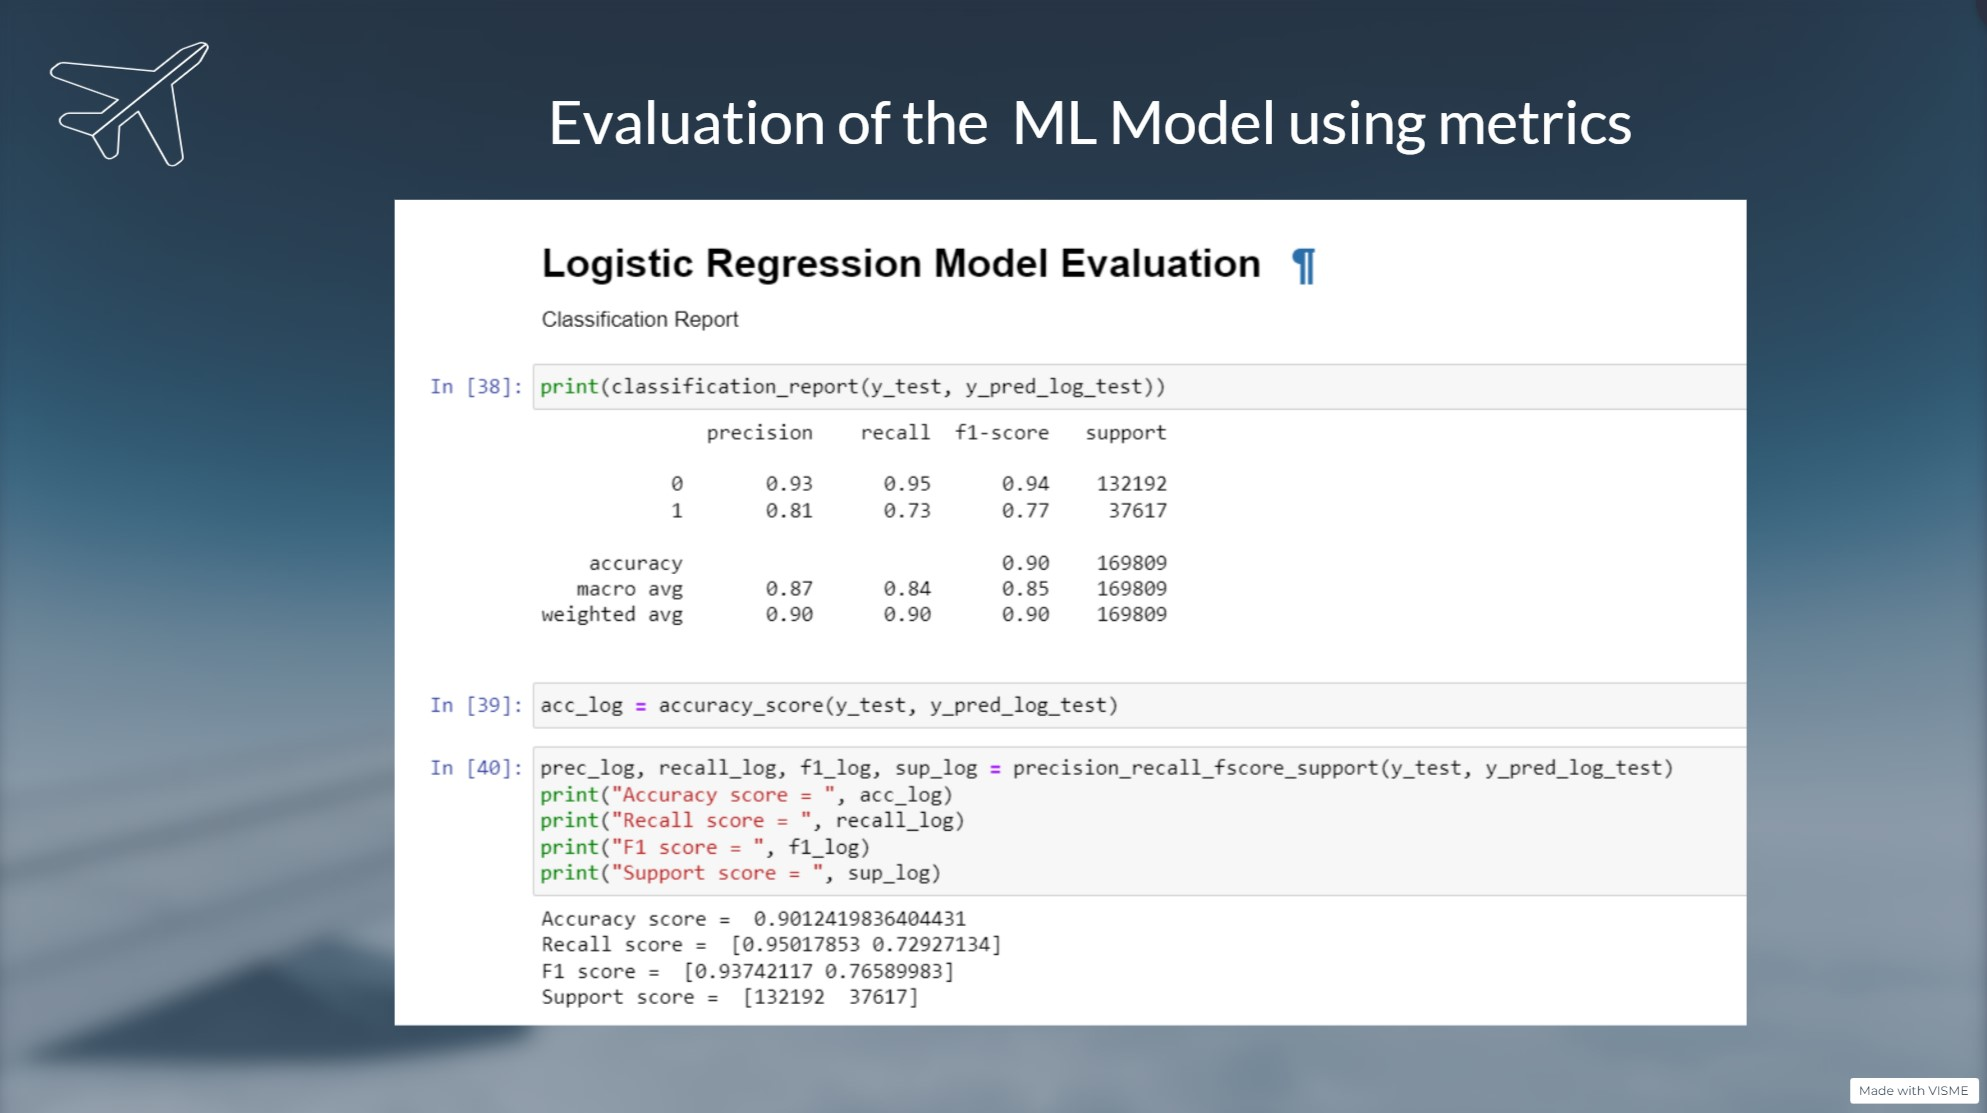 Evaluation of the ML Model using metrics
Logistic Regression Model Evaluation ¶
Classification Report
In [38]: print(classification_report(y_test, y_pred_log_test))
precision recall f1-score support
0 0.93 0.95 0.94 132192
1 0.81 0.73 0.77 37617
accuracy 0.90 169809
macro avg 0.87 0.84 0.85 169809
weighted avg 0.90 0.90 0.90 169809
In [39]: acc_log = accuracy_score(y_test, y_pred_log_test)
In [40]: prec_log, recall_log, f1_log, sup_log = precision_recall_fscore_support(y_test, y_pred_log_test)
print("Accuracy score = ", acc_log)
print("Recall score = ", recall_log)
print("F1 score = ", f1_log)
print("Support score = ", sup_log)
Accuracy score =  0.9012419836404431
Recall score =  [0.95017853 0.72927134]
F1 score =  [0.93742117 0.76589983]
Support score =  [132192  37617]
Made with VISME